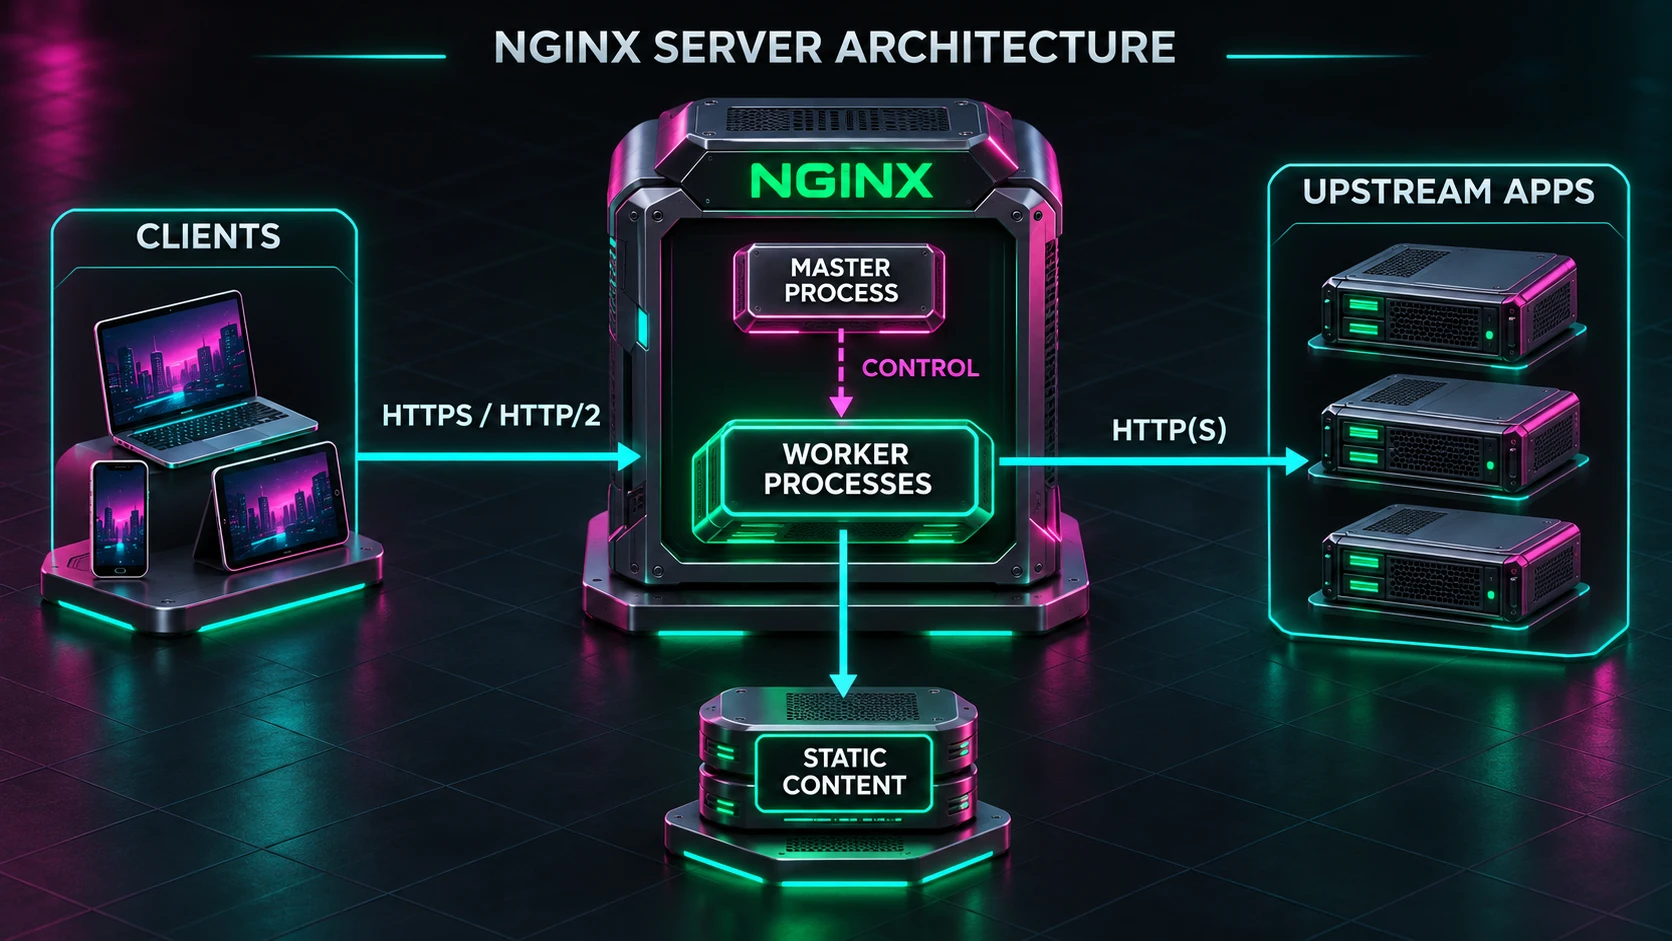 NGINX SERVER ARCHITECTURE
NGINX
CLIENTS
UPSTREAM APPS
MASTER
PROCESS
CONTROL
HTTPS / HTTP/2
WORKER
PROCESSES
HTTP(S)
STATIC
CONTENT